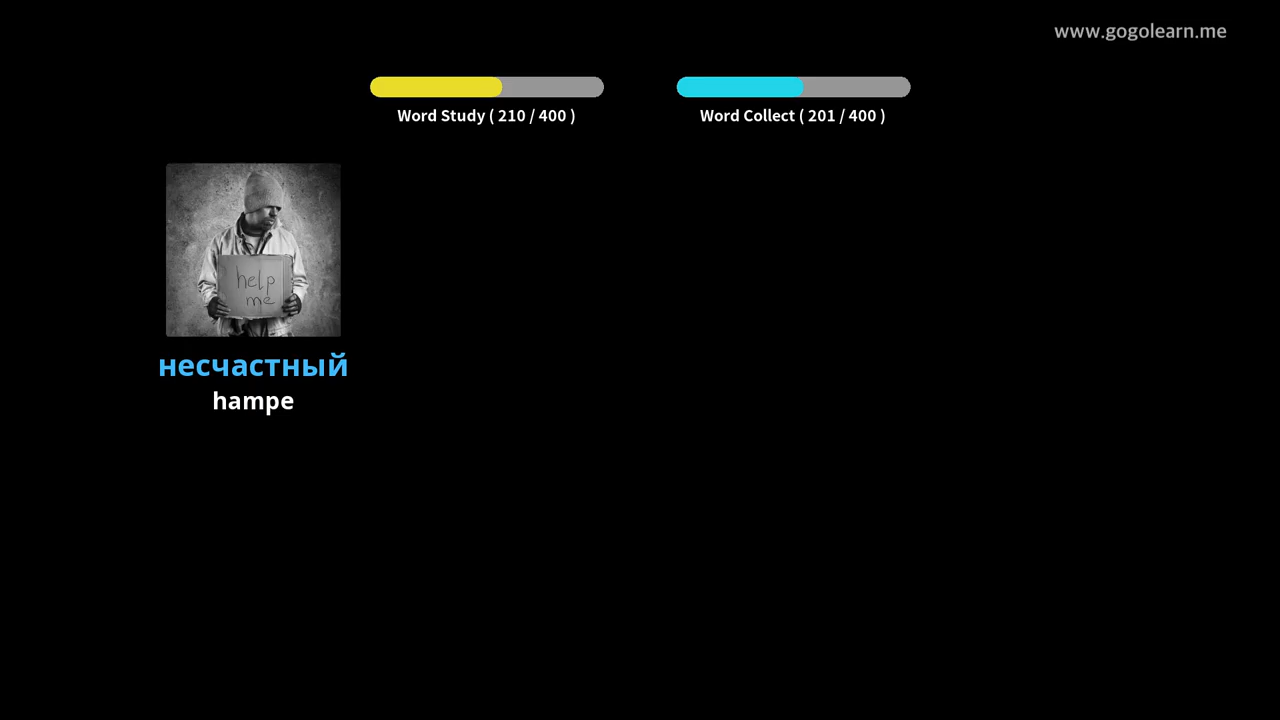 www.gogolearn.me
Word Study ( 210 / 400 )
Word Collect ( 201 / 400 )
help
me
несчастный
hampe